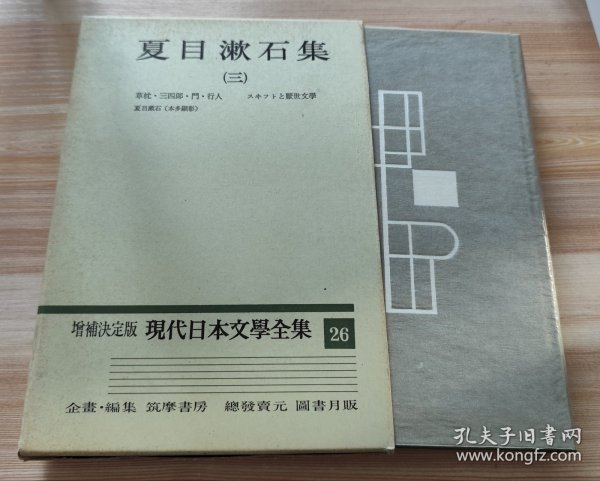 夏目漱石集
(三)
草枕・三四郎・門・行人 スヰフトと厭世文學
夏目漱石(本多顯彰)
增補決定版 現代日本文學全集 26
企畫・編集 筑摩書房 總發賣元 圖書月販
孔夫子旧书网
www.kongfz.com